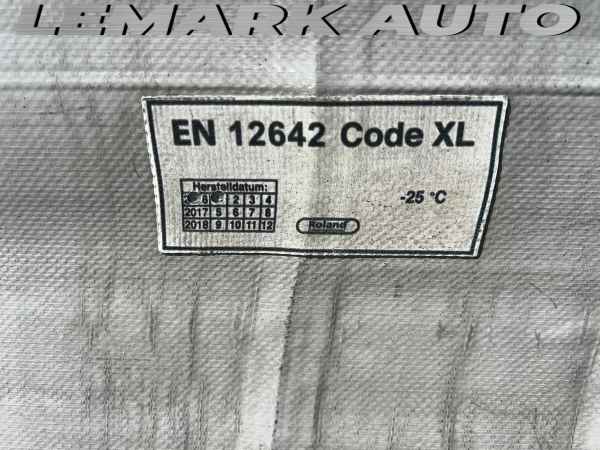 LEMARK AUTO
EN 12642 Code XL
Herstelldatum:
2 3 4
2017 5 6 7 8
2018 9 10 11 12
-25 °C
Roland